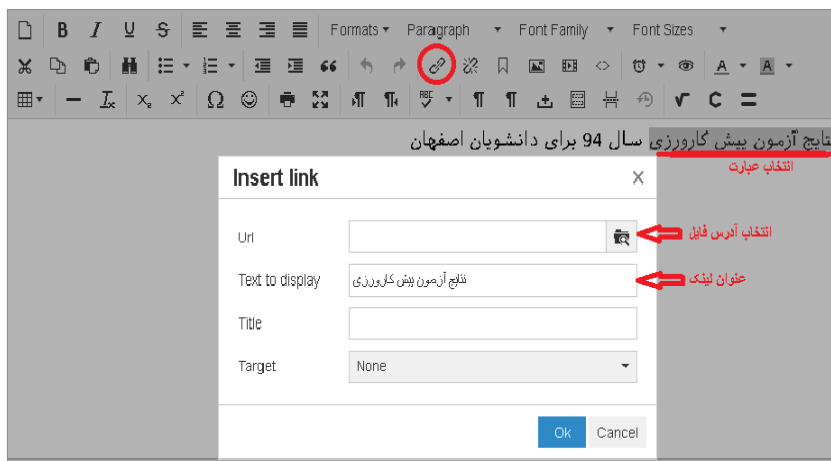 Formats Paragraph Font Family Font Sizes
نتایج آزمون پیش کارورزی سال 94 برای دانشویان اصفهان
انتخاب عبارت
Insert link
Url
انتخاب آدرس فایل
Text to display نتایج آزمون پیش کارورزی
عنوان لینک
Title
Target None
Ok Cancel